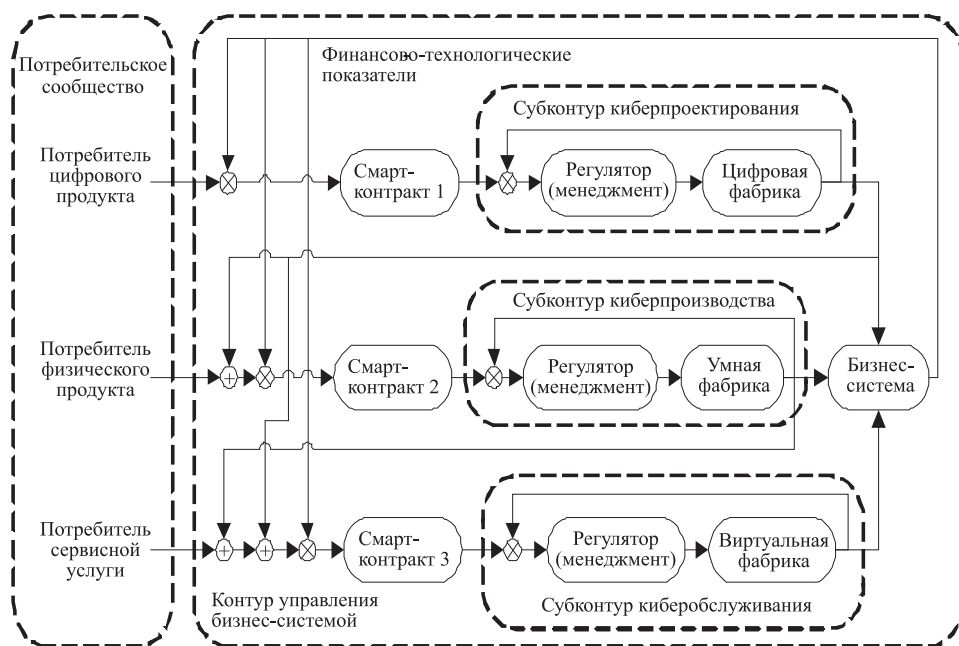 Потребительское
сообщество
Финансово-технологические
показатели
Субконтур киберпроектирования
Потребитель
цифрового
продукта
Смарт-
контракт 1
Регулятор
(менеджмент)
Цифровая
фабрика
Субконтур киберпроизводства
Потребитель
физического
продукта
Смарт-
контракт 2
Регулятор
(менеджмент)
Умная
фабрика
Бизнес-
система
Потребитель
сервисной
услуги
Смарт-
контракт 3
Регулятор
(менеджмент)
Виртуальная
фабрика
Контур управления
бизнес-системой
Субконтур киберобслуживания